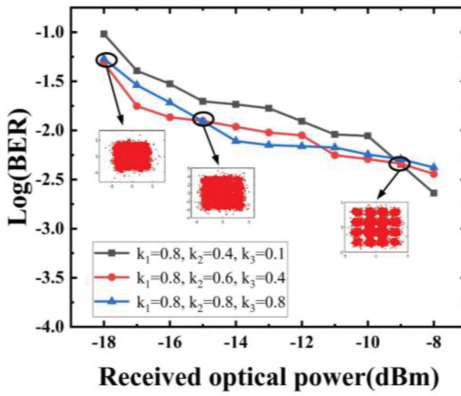 -1.0
-1.5
-2.0
-2.5
-3.0
-3.5
-4.0
Log(BER)
k₁=0.8, k₂=0.4, k₃=0.1
k₁=0.8, k₂=0.6, k₃=0.4
k₁=0.8, k₂=0.8, k₃=0.8
-18 -16 -14 -12 -10 -8
Received optical power(dBm)